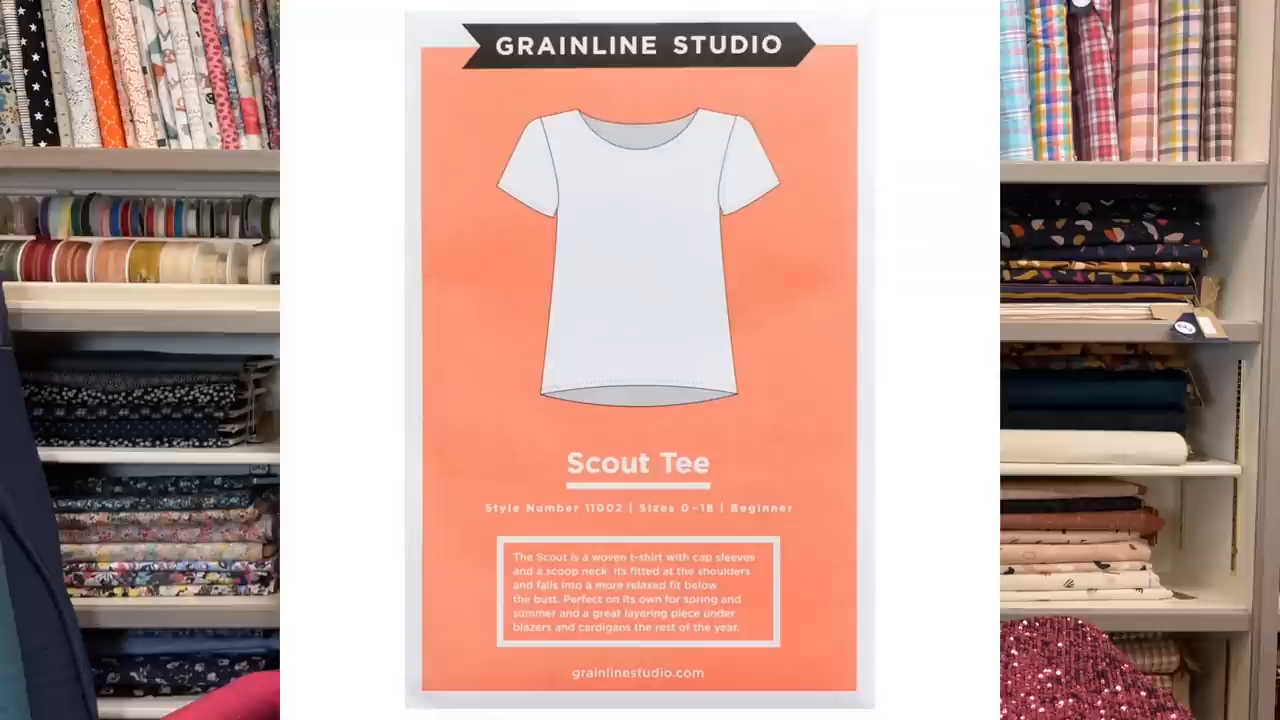 GRAINLINE STUDIO
Scout Tee
Style Number 11002 | Sizes 0–18 | Beginner
The Scout is a woven t-shirt with cap sleeves
and a scoop neck. Its fitted at the shoulders
and falls into a more relaxed fit below
the bust. Perfect on its own for spring and
summer and a great layering piece under
blazers and cardigans the rest of the year.
grainlinestudio.com